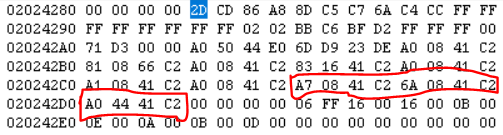 02024280 00 00 00 00 2D CD 86 A8 8D C5 C7 6A C4 CC FF FF
02024290 FF FF FF FF FF FF 02 02 BB C6 BF D2 FF FF FF 00
020242A0 71 D3 00 00 A0 50 44 E0 6D D9 23 DE A0 08 41 C2
020242B0 81 08 66 C2 A0 08 41 C2 83 16 41 C2 A0 08 41 C2
020242C0 A1 08 41 C2 A0 08 41 C2 A7 08 41 C2 6A 08 41 C2
020242D0 A0 44 41 C2 00 00 00 00 06 FF 16 00 16 00 0B 00
020242E0 0E 00 0A 00 0B 00 0D 00 00 00 00 00 00 00 00 00